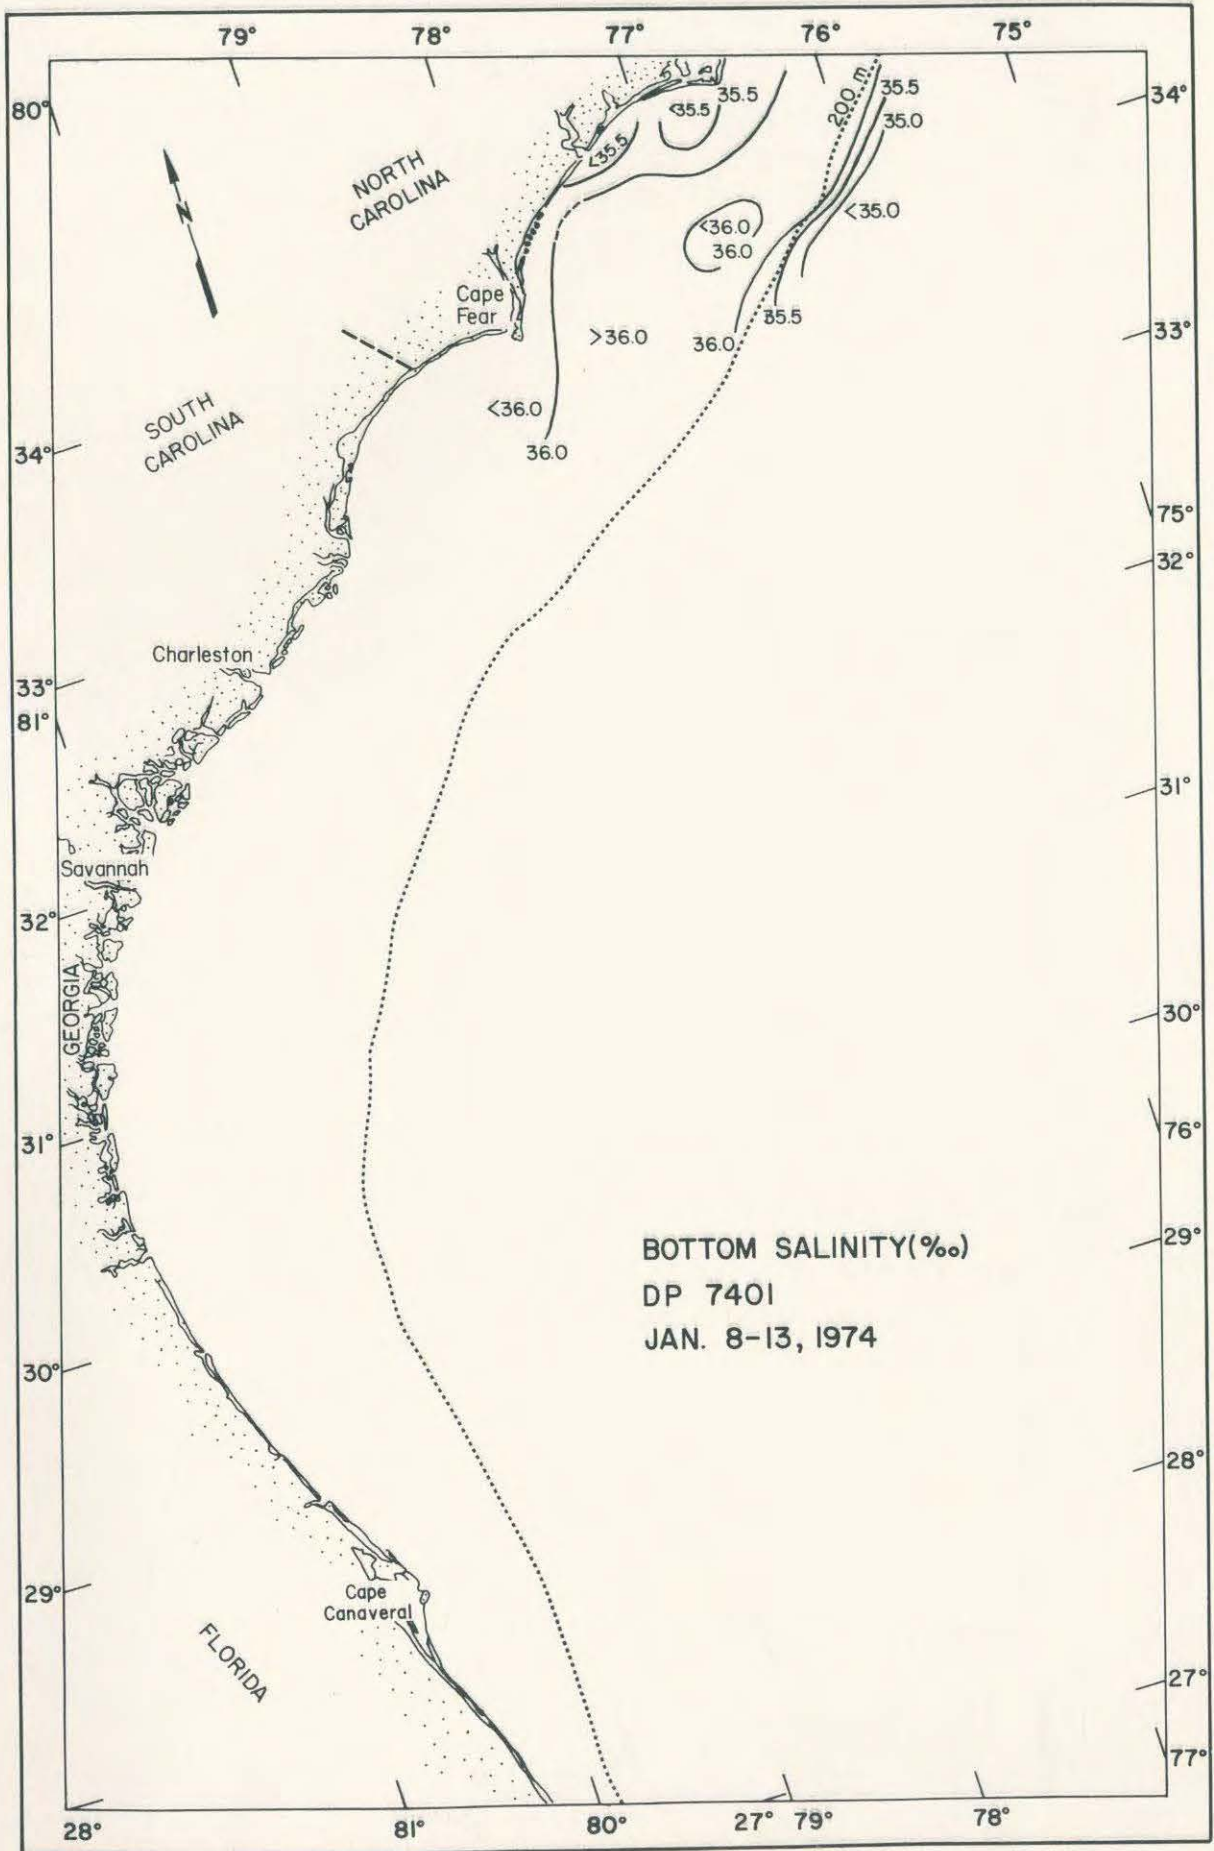 79° 78° 77° 76° 75°
80°
34°
200 m
35.5
35.0
<35.5
35.5
<35.5
N
NORTH
CAROLINA
<35.0
<36.0
36.0
Cape
Fear
35.5
>36.0
36.0
33°
<36.0
36.0
SOUTH
CAROLINA
34°
75°
32°
Charleston
33°
81°
31°
Savannah
32°
GEORGIA
30°
31°
76°
29°
BOTTOM SALINITY(‰)
DP 7401
JAN. 8-13, 1974
30°
28°
29°
Cape
Canaveral
FLORIDA
27°
77°
28° 81° 80° 27° 79° 78°